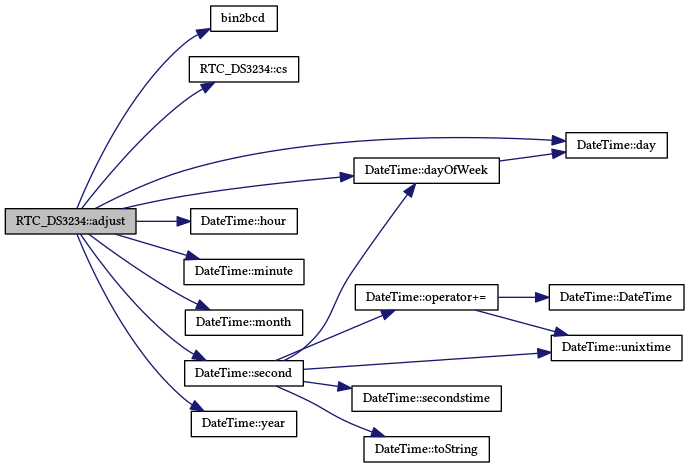 bin2bcd
RTC_DS3234::cs
DateTime::day
DateTime::dayOfWeek
RTC_DS3234::adjust
DateTime::hour
DateTime::minute
DateTime::operator+=
DateTime::DateTime
DateTime::month
DateTime::unixtime
DateTime::second
DateTime::secondstime
DateTime::year
DateTime::toString